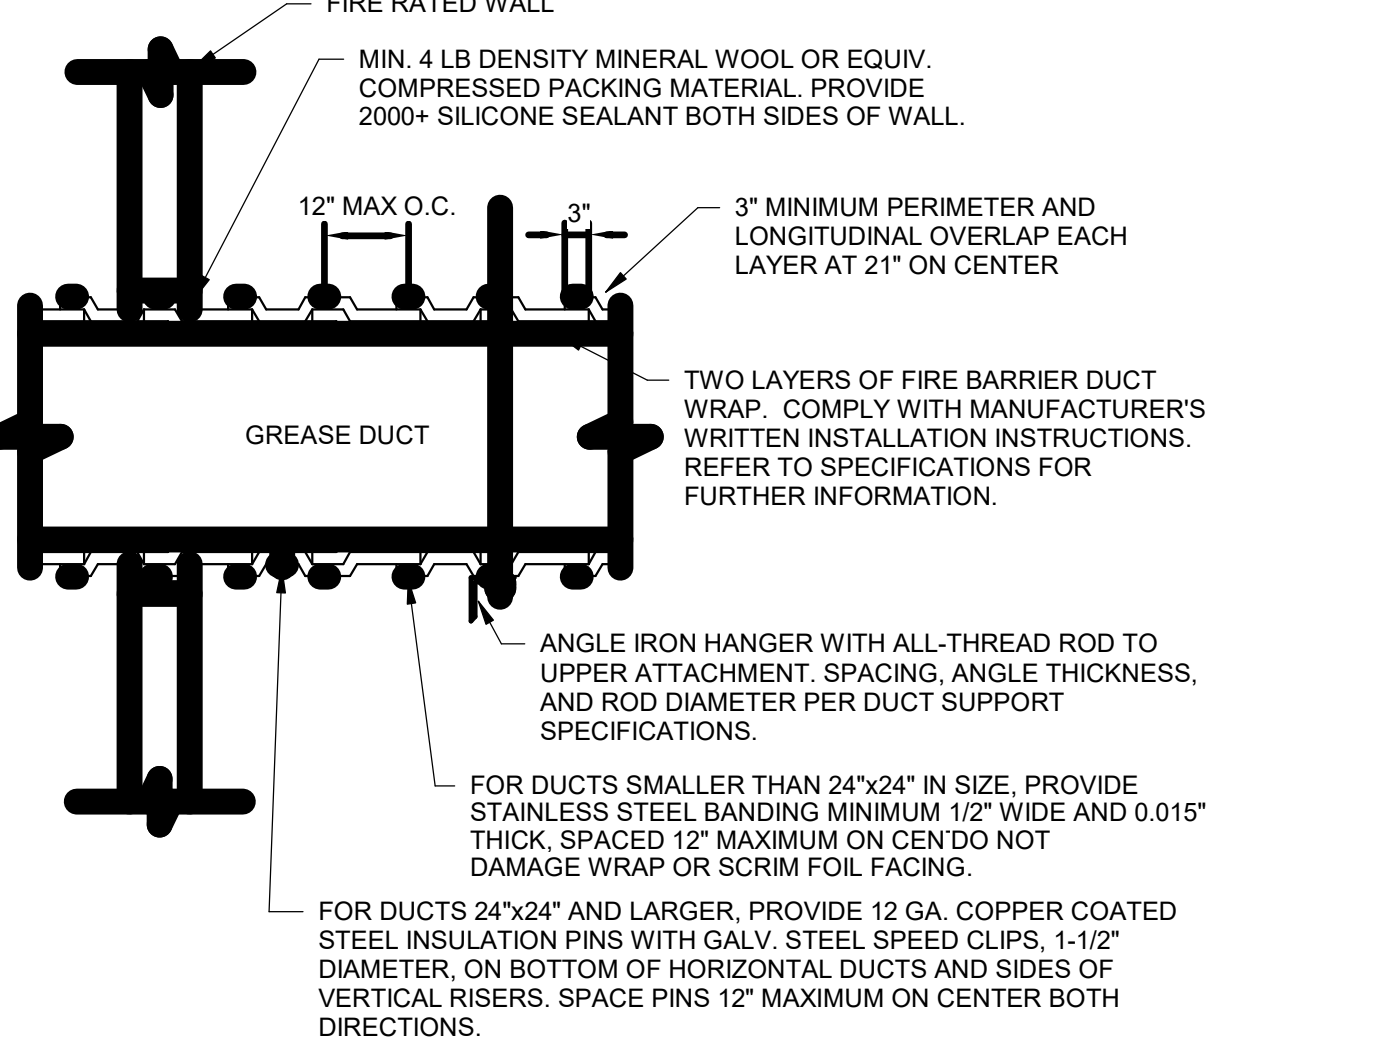 FIRE RATED WALL
MIN. 4 LB DENSITY MINERAL WOOL OR EQUIV.
COMPRESSED PACKING MATERIAL. PROVIDE
2000+ SILICONE SEALANT BOTH SIDES OF WALL.
12" MAX O.C.
3"
3" MINIMUM PERIMETER AND
LONGITUDINAL OVERLAP EACH
LAYER AT 21" ON CENTER
TWO LAYERS OF FIRE BARRIER DUCT
WRAP.  COMPLY WITH MANUFACTURER'S
WRITTEN INSTALLATION INSTRUCTIONS.
REFER TO SPECIFICATIONS FOR
FURTHER INFORMATION.
GREASE DUCT
ANGLE IRON HANGER WITH ALL-THREAD ROD TO
UPPER ATTACHMENT. SPACING, ANGLE THICKNESS,
AND ROD DIAMETER PER DUCT SUPPORT
SPECIFICATIONS.
FOR DUCTS SMALLER THAN 24"x24" IN SIZE, PROVIDE
STAINLESS STEEL BANDING MINIMUM 1/2" WIDE AND 0.015"
THICK, SPACED 12" MAXIMUM ON CENDO NOT
DAMAGE WRAP OR SCRIM FOIL FACING.
FOR DUCTS 24"x24" AND LARGER, PROVIDE 12 GA. COPPER COATED
STEEL INSULATION PINS WITH GALV. STEEL SPEED CLIPS, 1-1/2"
DIAMETER, ON BOTTOM OF HORIZONTAL DUCTS AND SIDES OF
VERTICAL RISERS. SPACE PINS 12" MAXIMUM ON CENTER BOTH
DIRECTIONS.